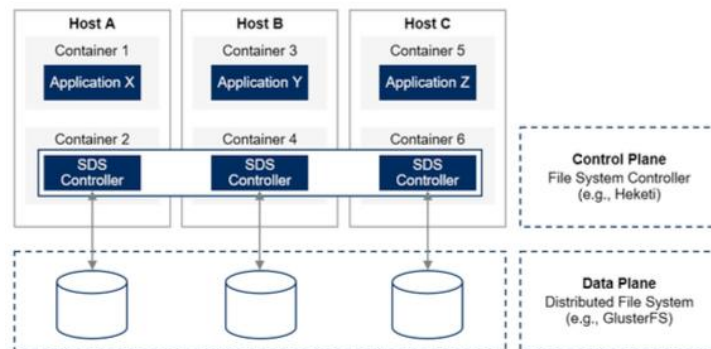 Host A
Host B
Host C
Container 1
Container 3
Container 5
Application X
Application Y
Application Z
Container 2
Container 4
Container 6
SDS
Controller
SDS
Controller
SDS
Controller
Control Plane
File System Controller
(e.g., Heketi)
Data Plane
Distributed File System
(e.g., GlusterFS)